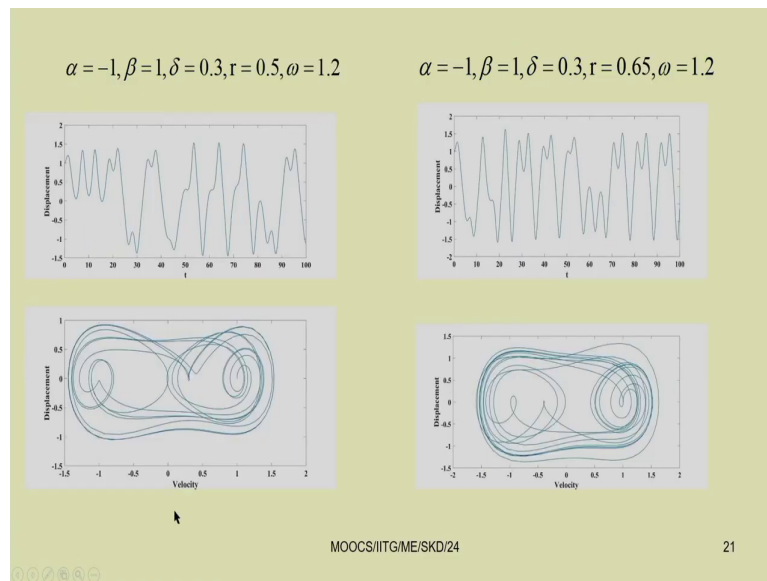 α = −1, β = 1, δ = 0.3, r = 0.5, ω = 1.2
α = −1, β = 1, δ = 0.3, r = 0.65, ω = 1.2
2
1.5
1
0.5
0
-0.5
-1
-1.5
Displacement
0 10 20 30 40 50 60 70 80 90 100
t
2
1.5
1
0.5
0
-0.5
-1
-1.5
-2
Displacement
0 10 20 30 40 50 60 70 80 90 100
t
1
0.5
0
-0.5
-1
-1.5
Displacement
-1.5 -1 -0.5 0 0.5 1 1.5 2
Velocity
1.5
1
0.5
0
-0.5
-1
-1.5
Displacement
-2 -1.5 -1 -0.5 0 0.5 1 1.5 2
Velocity
MOOCS/IITG/ME/SKD/24
21